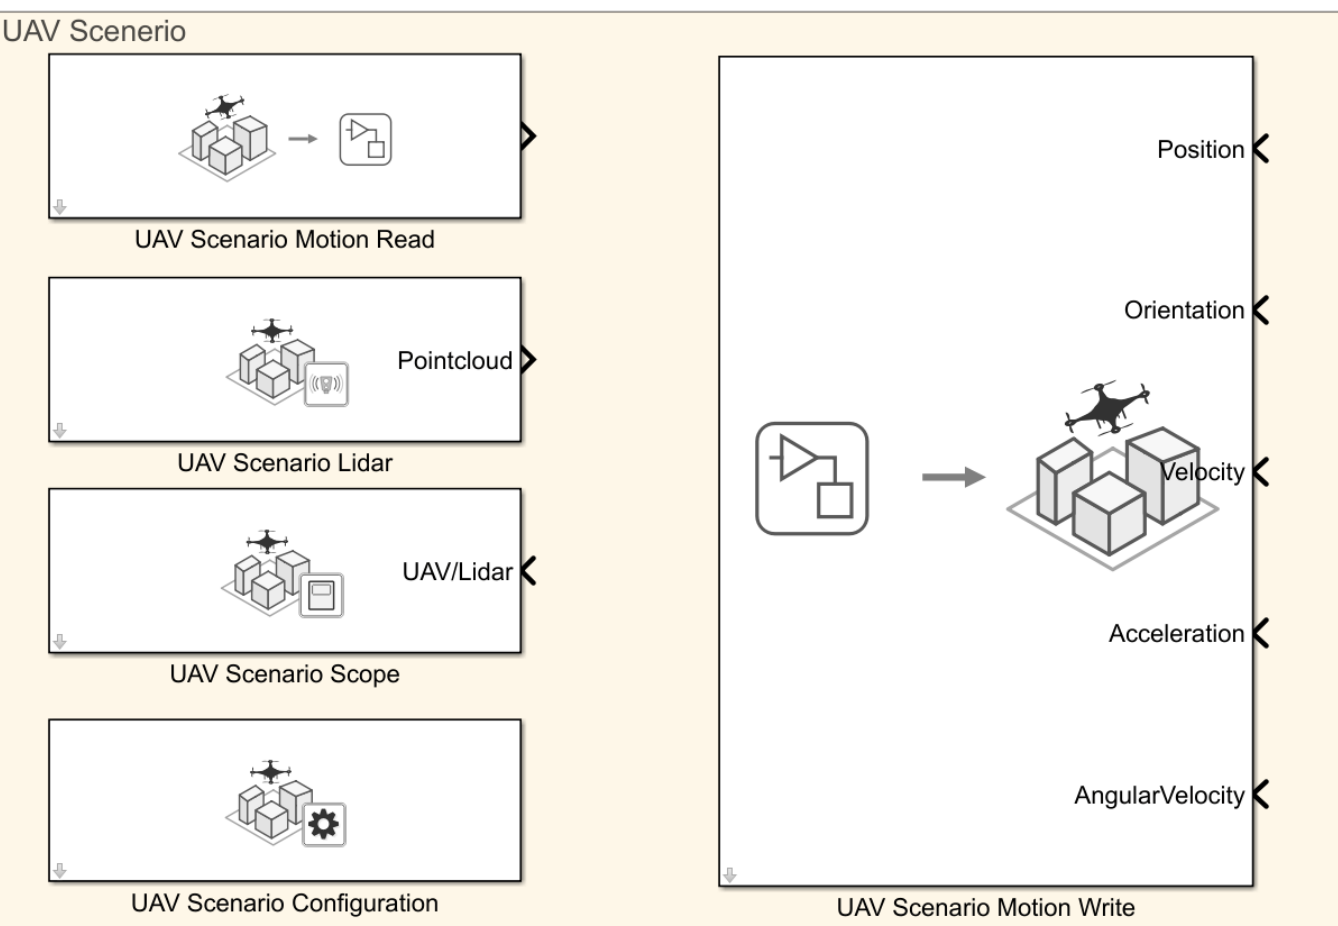 UAV Scenerio
UAV Scenario Motion Read
Pointcloud
UAV Scenario Lidar
UAV/Lidar
UAV Scenario Scope
UAV Scenario Configuration
Position
Orientation
Velocity
Acceleration
AngularVelocity
UAV Scenario Motion Write